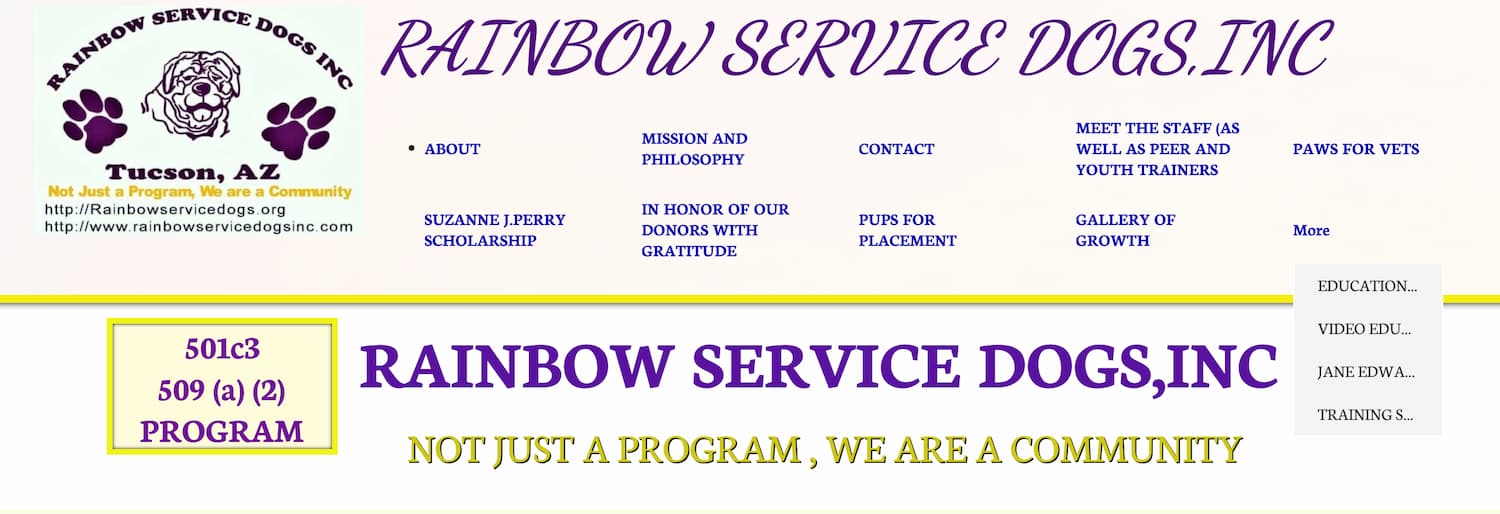 RAINBOW SERVICE DOGS INC
Tucson, AZ
Not Just a Program, We are a Community
http://Rainbowservicedogs.org
http://www.rainbowservicedogsinc.com
RAINBOW SERVICE DOGS,INC
• ABOUT
MISSION AND
PHILOSOPHY
CONTACT
MEET THE STAFF (AS
WELL AS PEER AND
YOUTH TRAINERS
PAWS FOR VETS
SUZANNE J.PERRY
SCHOLARSHIP
IN HONOR OF OUR
DONORS WITH
GRATITUDE
PUPS FOR
PLACEMENT
GALLERY OF
GROWTH
More
EDUCATION...
VIDEO EDU...
JANE EDWA...
TRAINING S...
501c3
509 (a) (2)
PROGRAM
RAINBOW SERVICE DOGS,INC
NOT JUST A PROGRAM , WE ARE A COMMUNITY